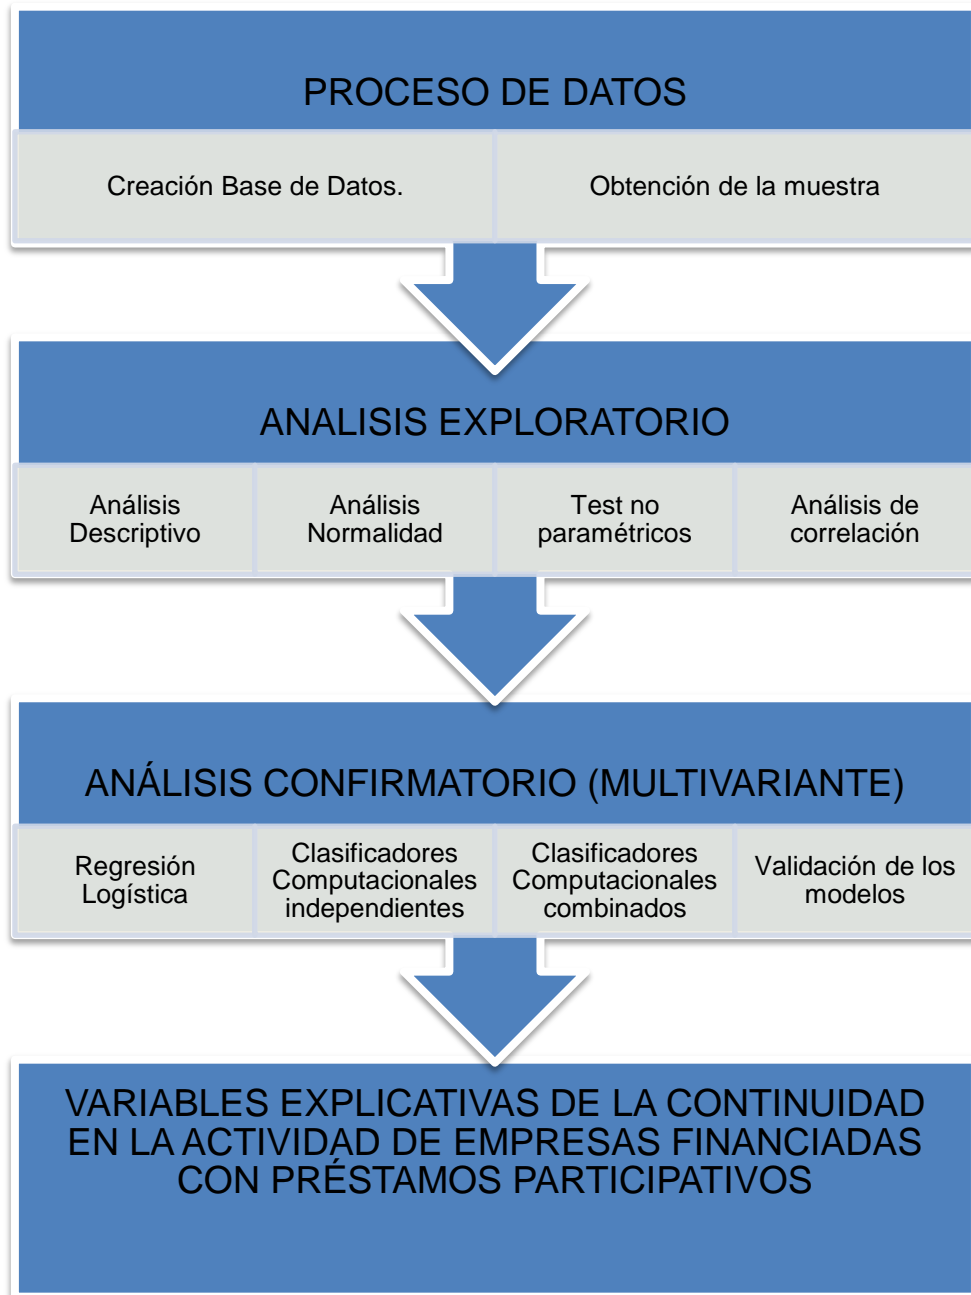 PROCESO DE DATOS
Creación Base de Datos.
Obtención de la muestra
ANALISIS EXPLORATORIO
Análisis
Descriptivo
Análisis
Normalidad
Test no
paramétricos
Análisis de
correlación
ANÁLISIS CONFIRMATORIO (MULTIVARIANTE)
Regresión
Logística
Clasificadores
Computacionales
independientes
Clasificadores
Computacionales
combinados
Validación de los
modelos
VARIABLES EXPLICATIVAS DE LA CONTINUIDAD
EN LA ACTIVIDAD DE EMPRESAS FINANCIADAS
CON PRÉSTAMOS PARTICIPATIVOS